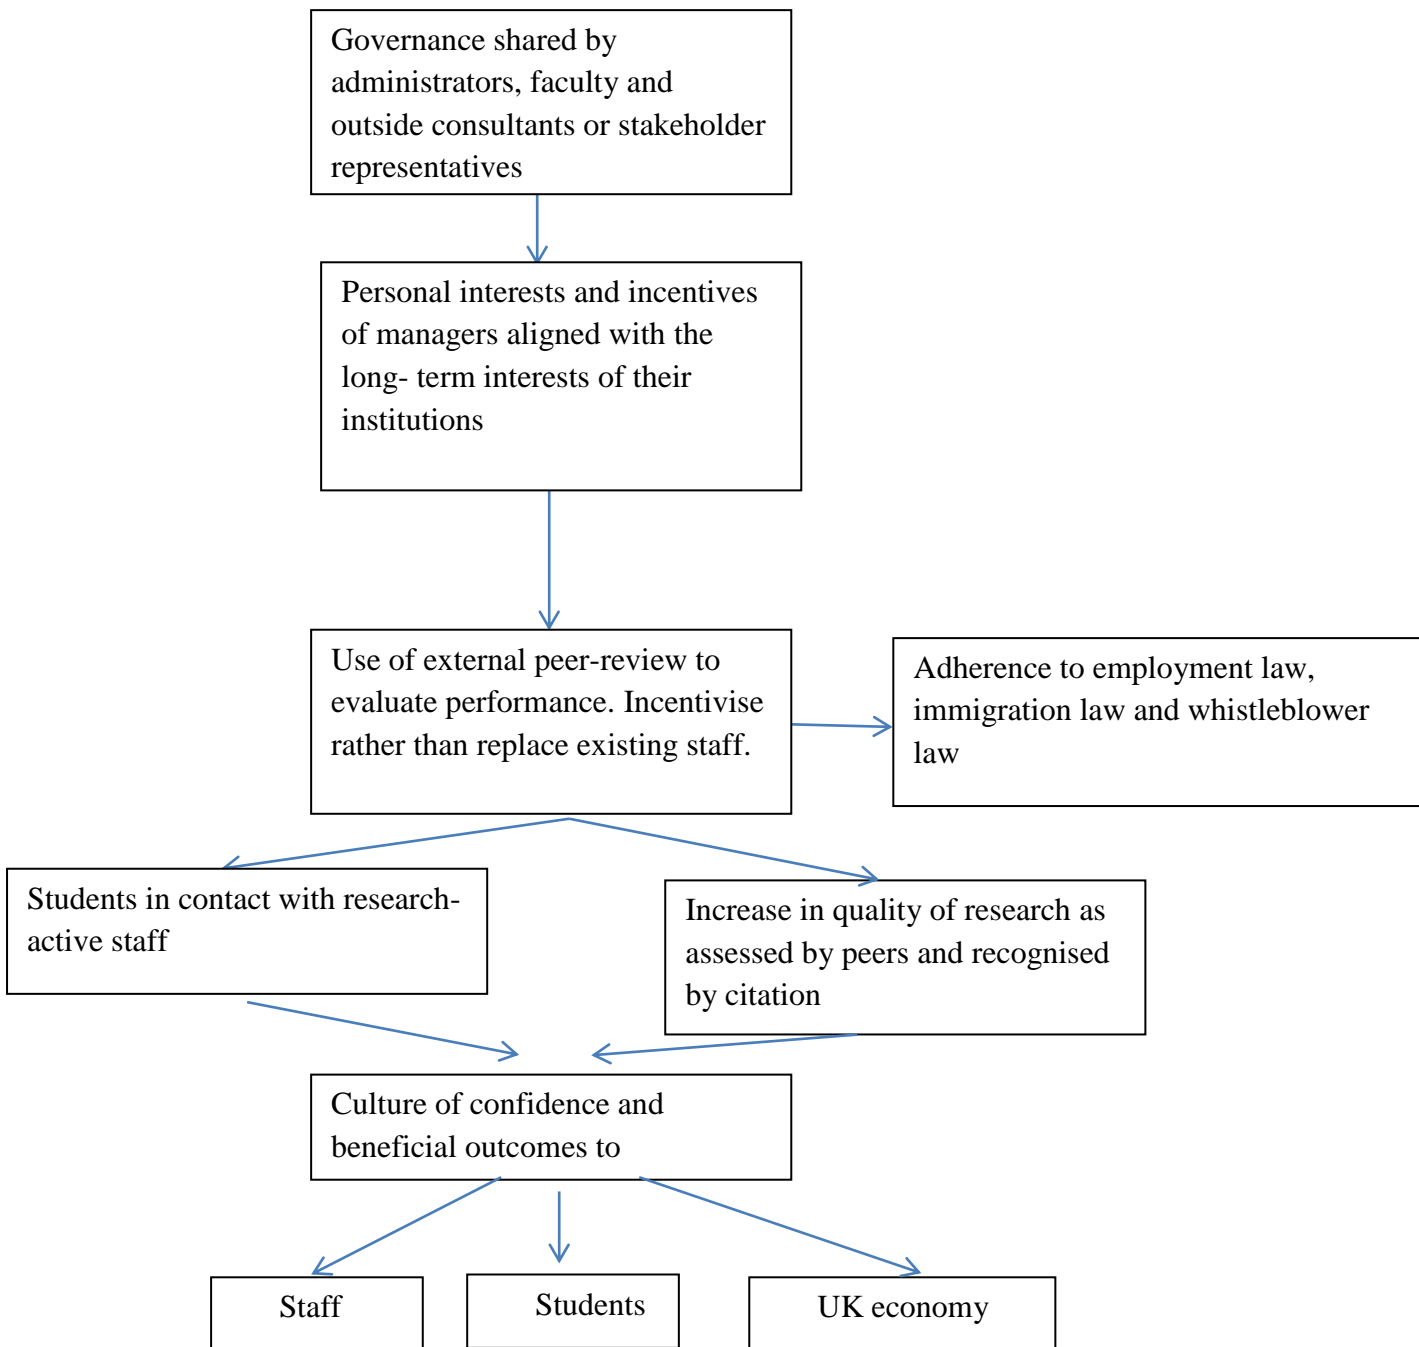 Governance shared by
administrators, faculty and
outside consultants or stakeholder
representatives
Personal interests and incentives
of managers aligned with the
long- term interests of their
institutions
Use of external peer-review to
evaluate performance. Incentivise
rather than replace existing staff.
Adherence to employment law,
immigration law and whistleblower
law
Students in contact with research-
active staff
Increase in quality of research as
assessed by peers and recognised
by citation
Culture of confidence and
beneficial outcomes to
Staff
Students
UK economy